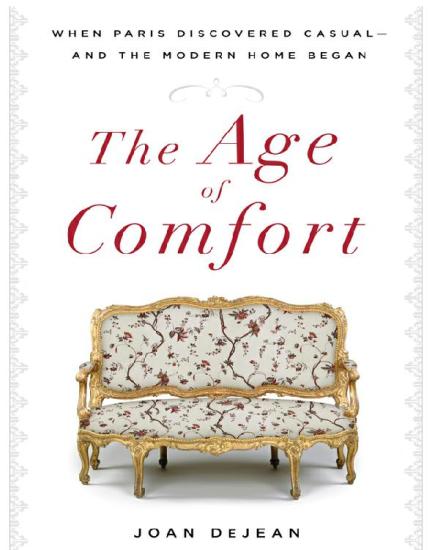 WHEN PARIS DISCOVERED CASUAL—
AND THE MODERN HOME BEGAN
The Age
of
Comfort
JOAN DEJEAN